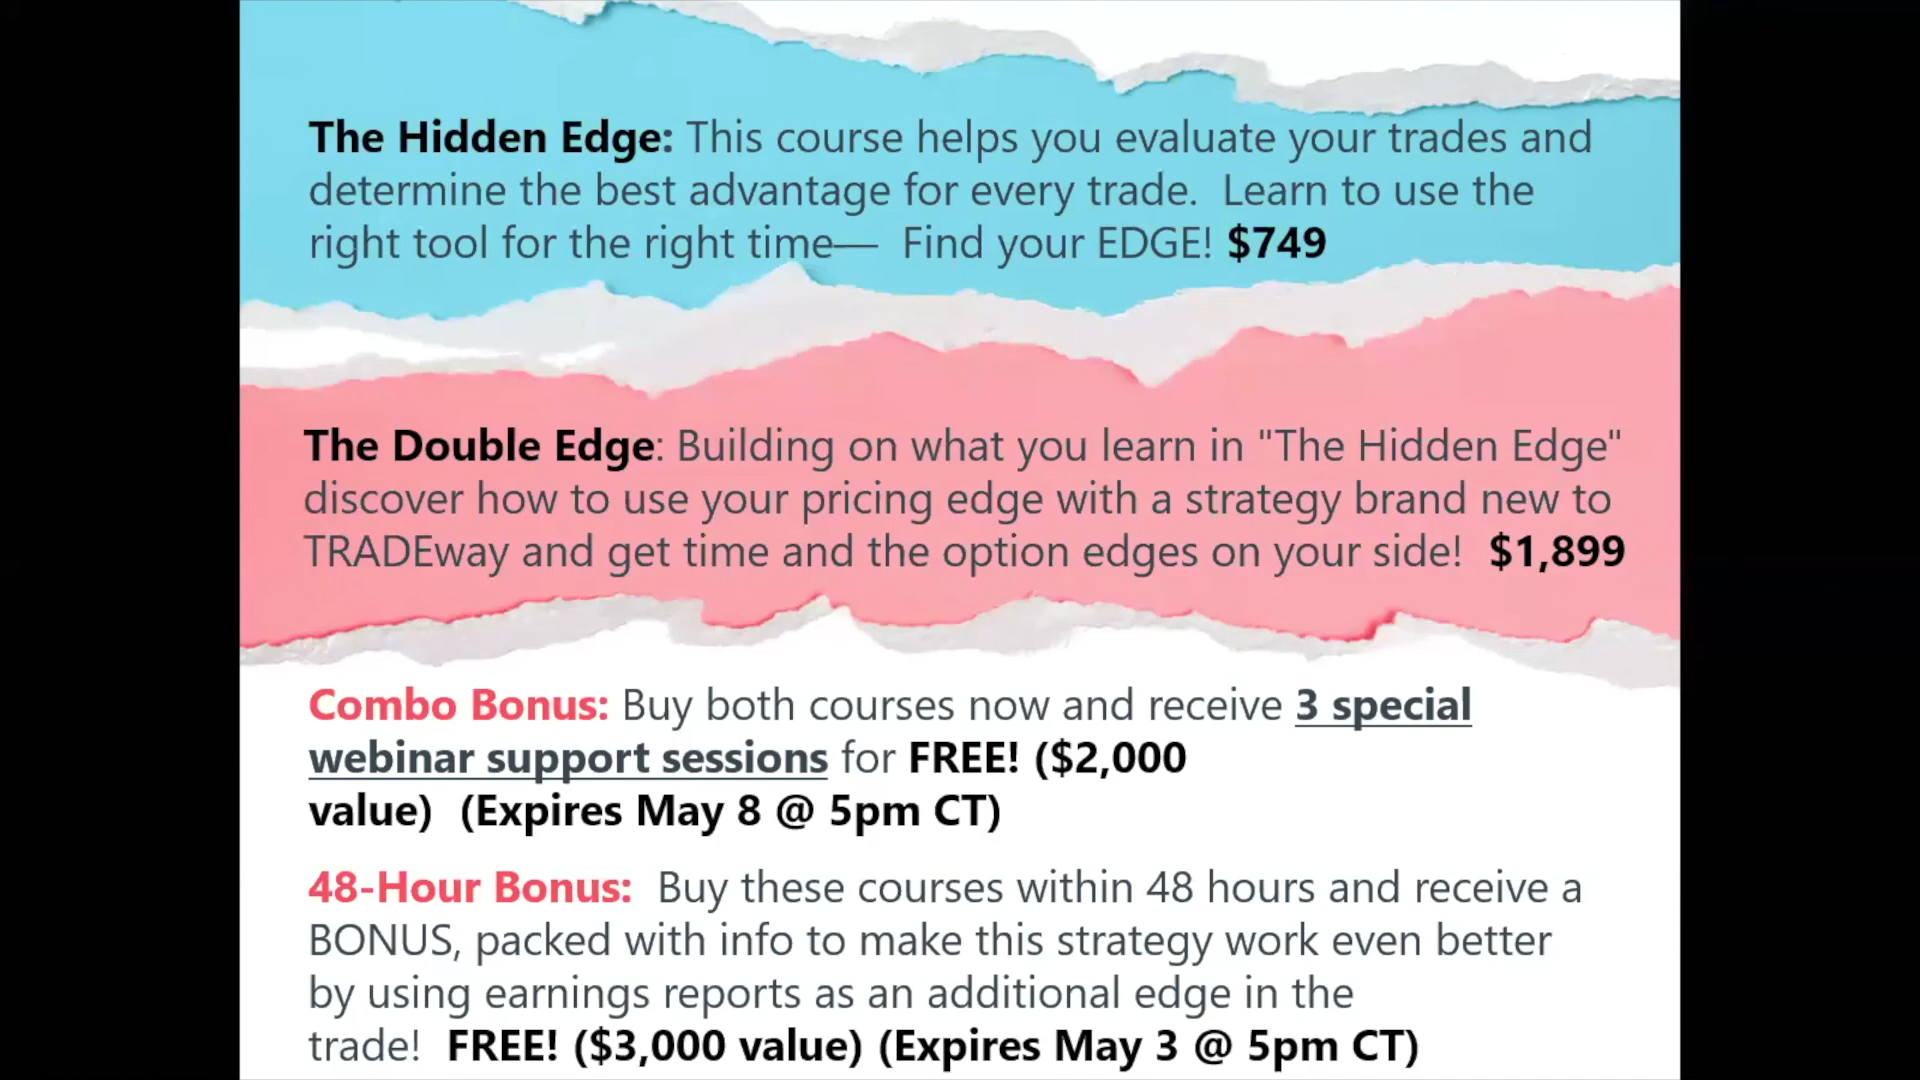 The Hidden Edge: This course helps you evaluate your trades and
determine the best advantage for every trade.  Learn to use the
right tool for the right time—  Find your EDGE! $749
The Double Edge: Building on what you learn in "The Hidden Edge"
discover how to use your pricing edge with a strategy brand new to
TRADEway and get time and the option edges on your side!  $1,899
Combo Bonus: Buy both courses now and receive 3 special
webinar support sessions for FREE! ($2,000
value)  (Expires May 8 @ 5pm CT)
48-Hour Bonus:  Buy these courses within 48 hours and receive a
BONUS, packed with info to make this strategy work even better
by using earnings reports as an additional edge in the
trade!  FREE! ($3,000 value) (Expires May 3 @ 5pm CT)